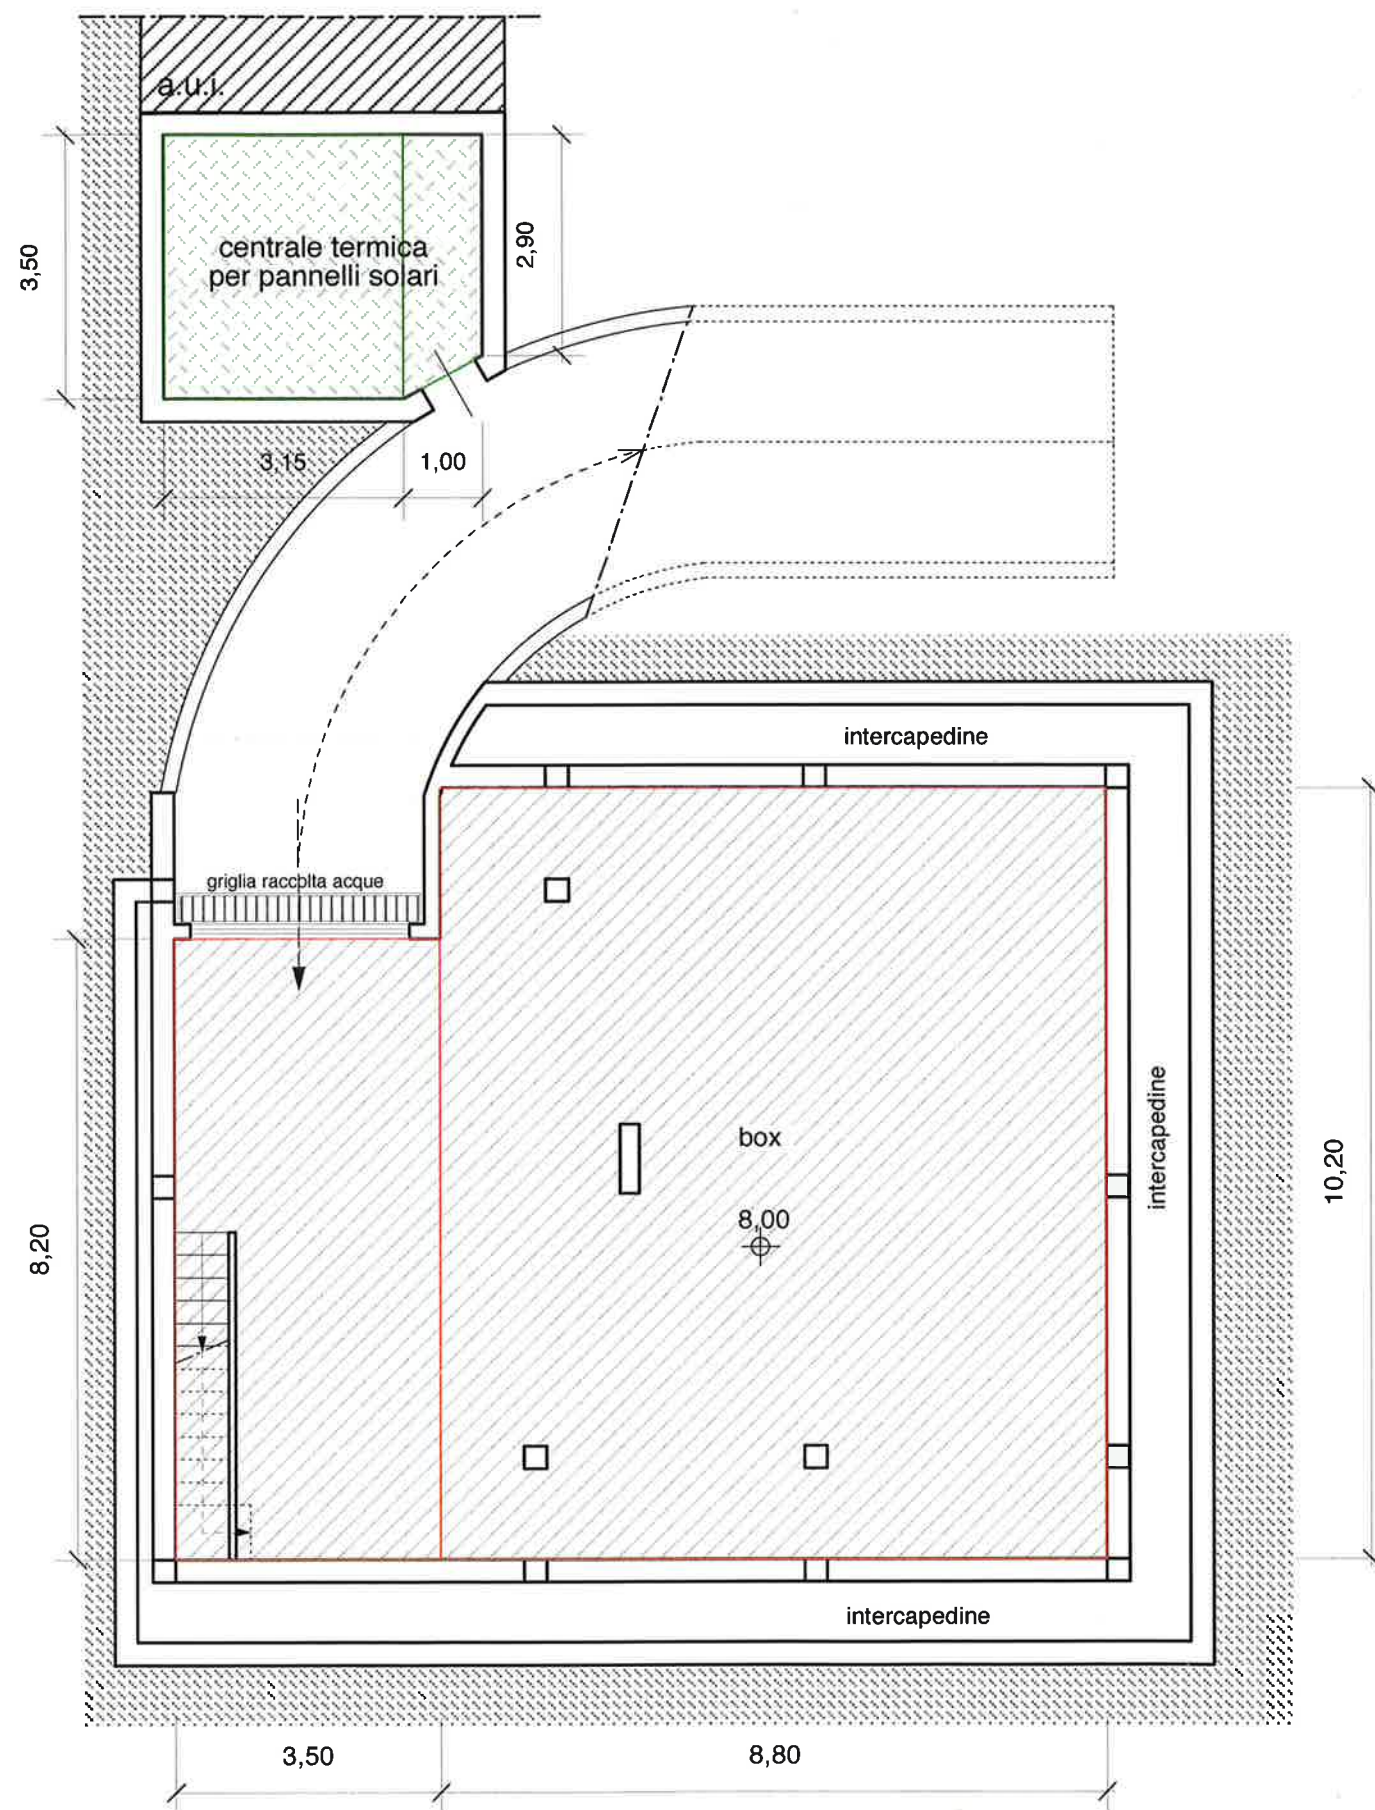 a.u.i.
3,50
centrale termica
per pannelli solari
2,90
3,15
1,00
intercapedine
griglia raccolta acque
intercapedine
box
8,00
10,20
8,20
intercapedine
3,50
8,80